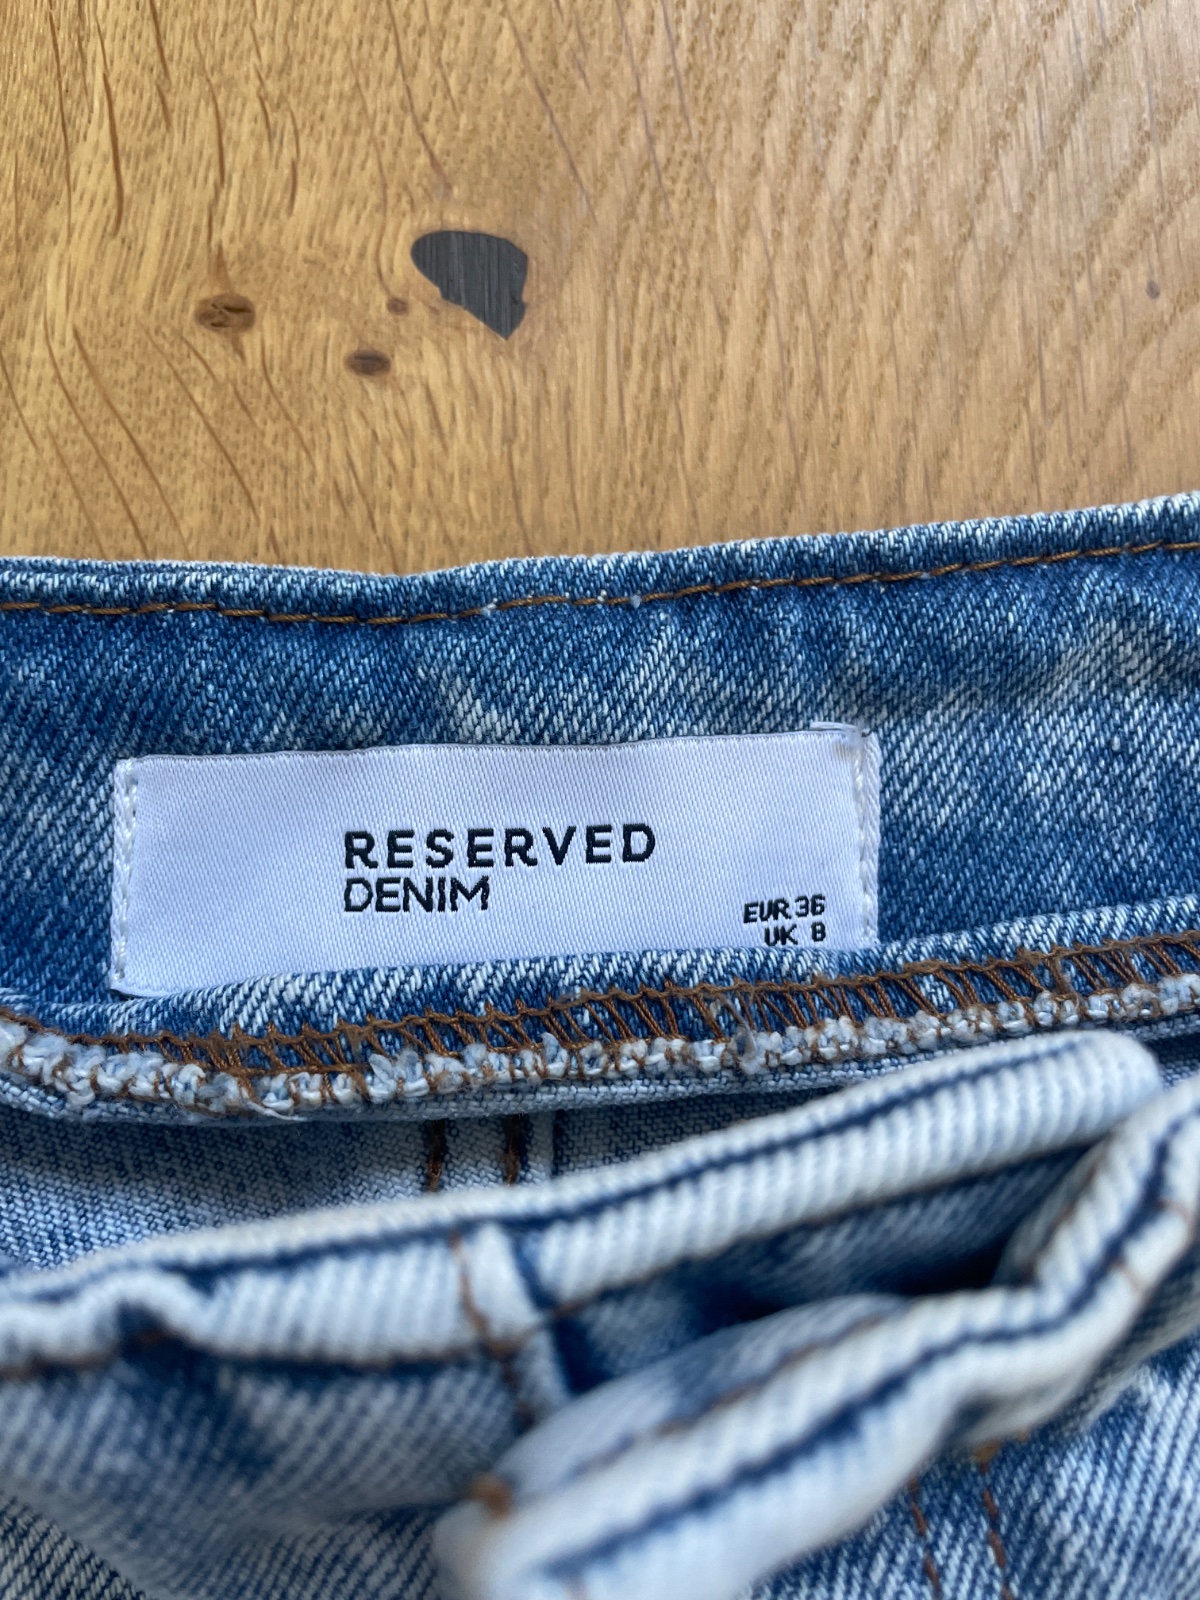 RESERVED
DENIM
EUR 36
UK 8